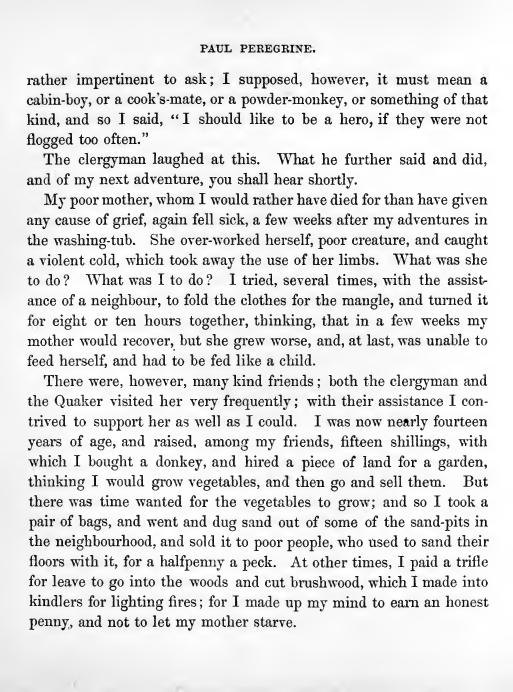 PAUL PEREGRINE.
rather impertinent to ask; I supposed, however, it must mean a
cabin-boy, or a cook's-mate, or a powder-monkey, or something of that
kind, and so I said, “I should like to be a hero, if they were not
flogged too often.”
The clergyman laughed at this. What he further said and did,
and of my next adventure, you shall hear shortly.
My poor mother, whom I would rather have died for than have given
any cause of grief, again fell sick, a few weeks after my adventures in
the washing-tub. She over-worked herself, poor creature, and caught
a violent cold, which took away the use of her limbs. What was she
to do? What was I to do? I tried, several times, with the assist-
ance of a neighbour, to fold the clothes for the mangle, and turned it
for eight or ten hours together, thinking, that in a few weeks my
mother would recover, but she grew worse, and, at last, was unable to
feed herself, and had to be fed like a child.
There were, however, many kind friends; both the clergyman and
the Quaker visited her very frequently; with their assistance I con-
trived to support her as well as I could. I was now nearly fourteen
years of age, and raised, among my friends, fifteen shillings, with
which I bought a donkey, and hired a piece of land for a garden,
thinking I would grow vegetables, and then go and sell them. But
there was time wanted for the vegetables to grow; and so I took a
pair of bags, and went and dug sand out of some of the sand-pits in
the neighbourhood, and sold it to poor people, who used to sand their
floors with it, for a halfpenny a peck. At other times, I paid a trifle
for leave to go into the woods and cut brushwood, which I made into
kindlers for lighting fires; for I made up my mind to earn an honest
penny, and not to let my mother starve.